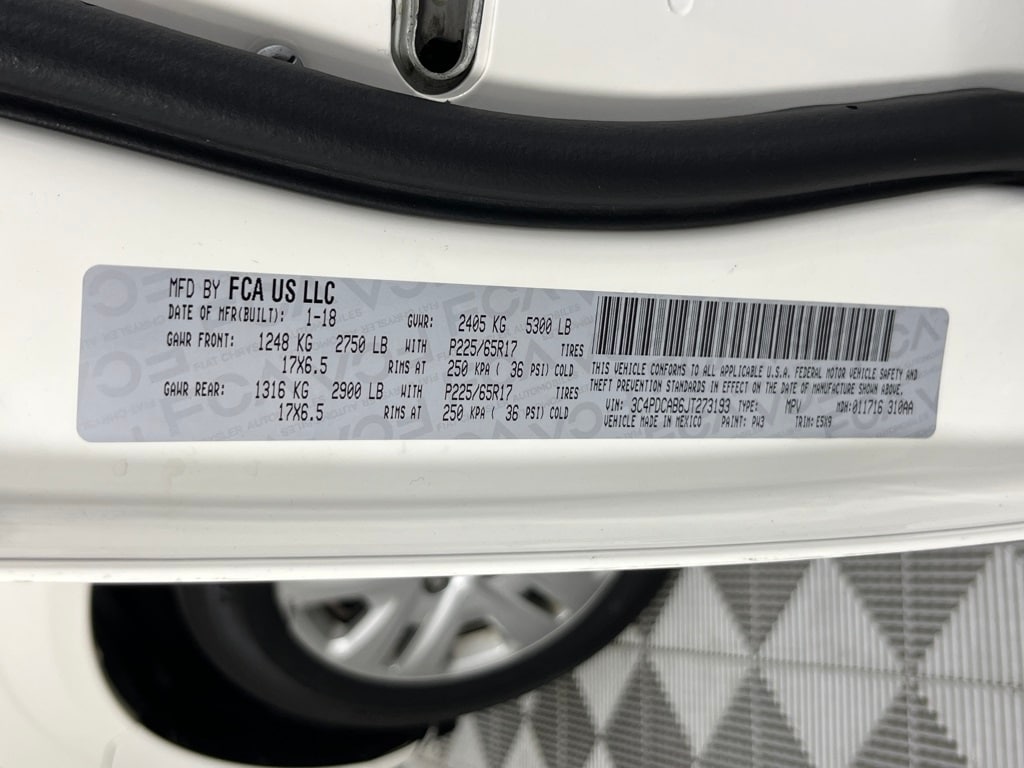 MFD BY FCA US LLC
DATE OF MFR(BUILT): 1-18 GVWR: 2405 KG 5300 LB
GAWR FRONT: 1248 KG 2750 LB WITH P225/65R17 TIRES
17X6.5 RIMS AT 250 KPA ( 36 PSI) COLD
GAWR REAR: 1316 KG 2900 LB WITH P225/65R17 TIRES
17X6.5 RIMS AT 250 KPA ( 36 PSI) COLD
THIS VEHICLE CONFORMS TO ALL APPLICABLE U.S.A. FEDERAL MOTOR VEHICLE SAFETY AND
THEFT PREVENTION STANDARDS IN EFFECT ON THE DATE OF MANUFACTURE SHOWN ABOVE.
VIN: 3C4PDCAB6JT273193 TYPE: MPV MDH:011716 310AA
VEHICLE MADE IN MEXICO PAINT: PW3 TRIM: E5X9